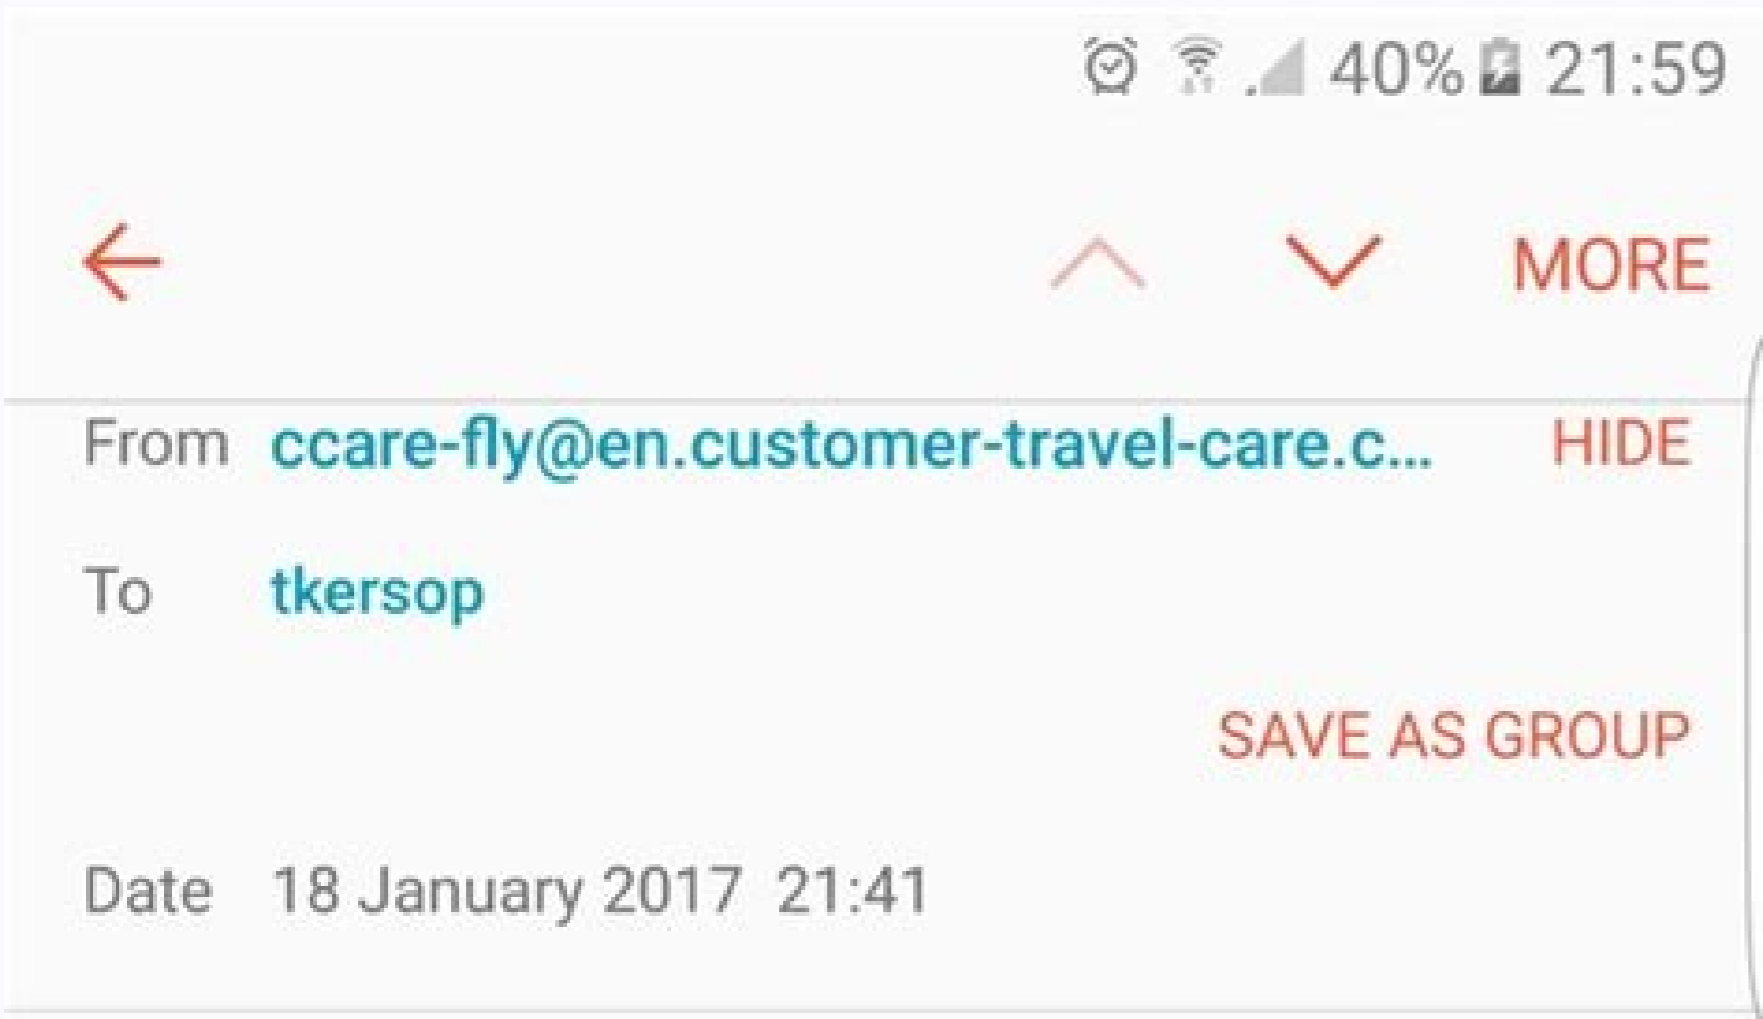 40% 21:59
MORE
From ccare-fly@en.customer-travel-care.c... HIDE
To tkersop
SAVE AS GROUP
Date 18 January 2017 21:41